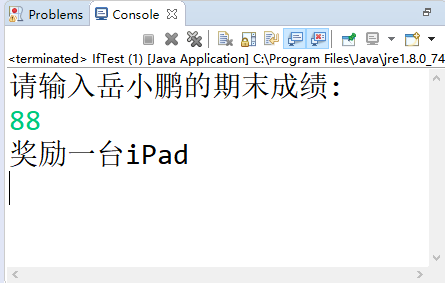 Problems Console
<terminated> IfTest (1) [Java Application] C:\Program Files\Java\jre1.8.0_74
请输入岳小鹏的期末成绩:
88
奖励一台iPad